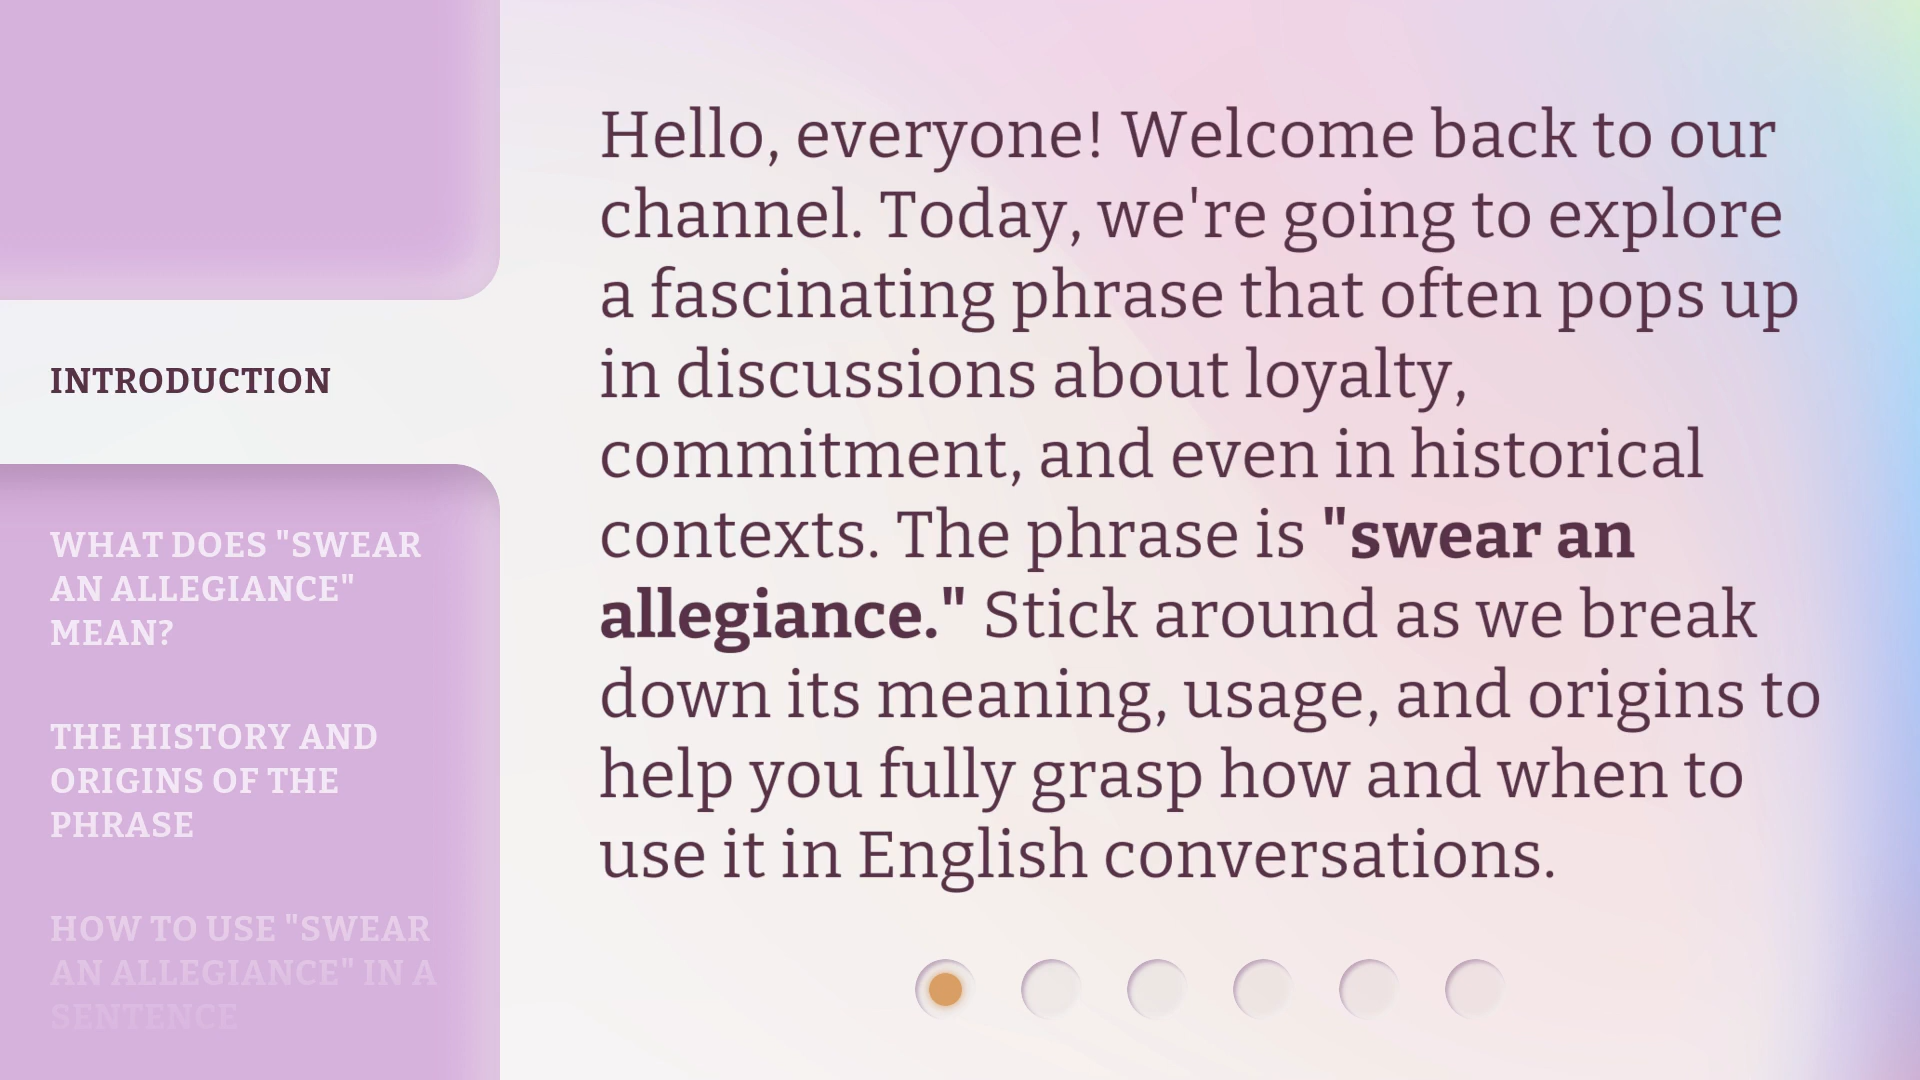 INTRODUCTION
WHAT DOES "SWEAR
AN ALLEGIANCE"
MEAN?
THE HISTORY AND
ORIGINS OF THE
PHRASE
HOW TO USE "SWEAR
AN ALLEGIANCE" IN A
SENTENCE
Hello, everyone! Welcome back to our
channel. Today, we're going to explore
a fascinating phrase that often pops up
in discussions about loyalty,
commitment, and even in historical
contexts. The phrase is "swear an
allegiance." Stick around as we break
down its meaning, usage, and origins to
help you fully grasp how and when to
use it in English conversations.